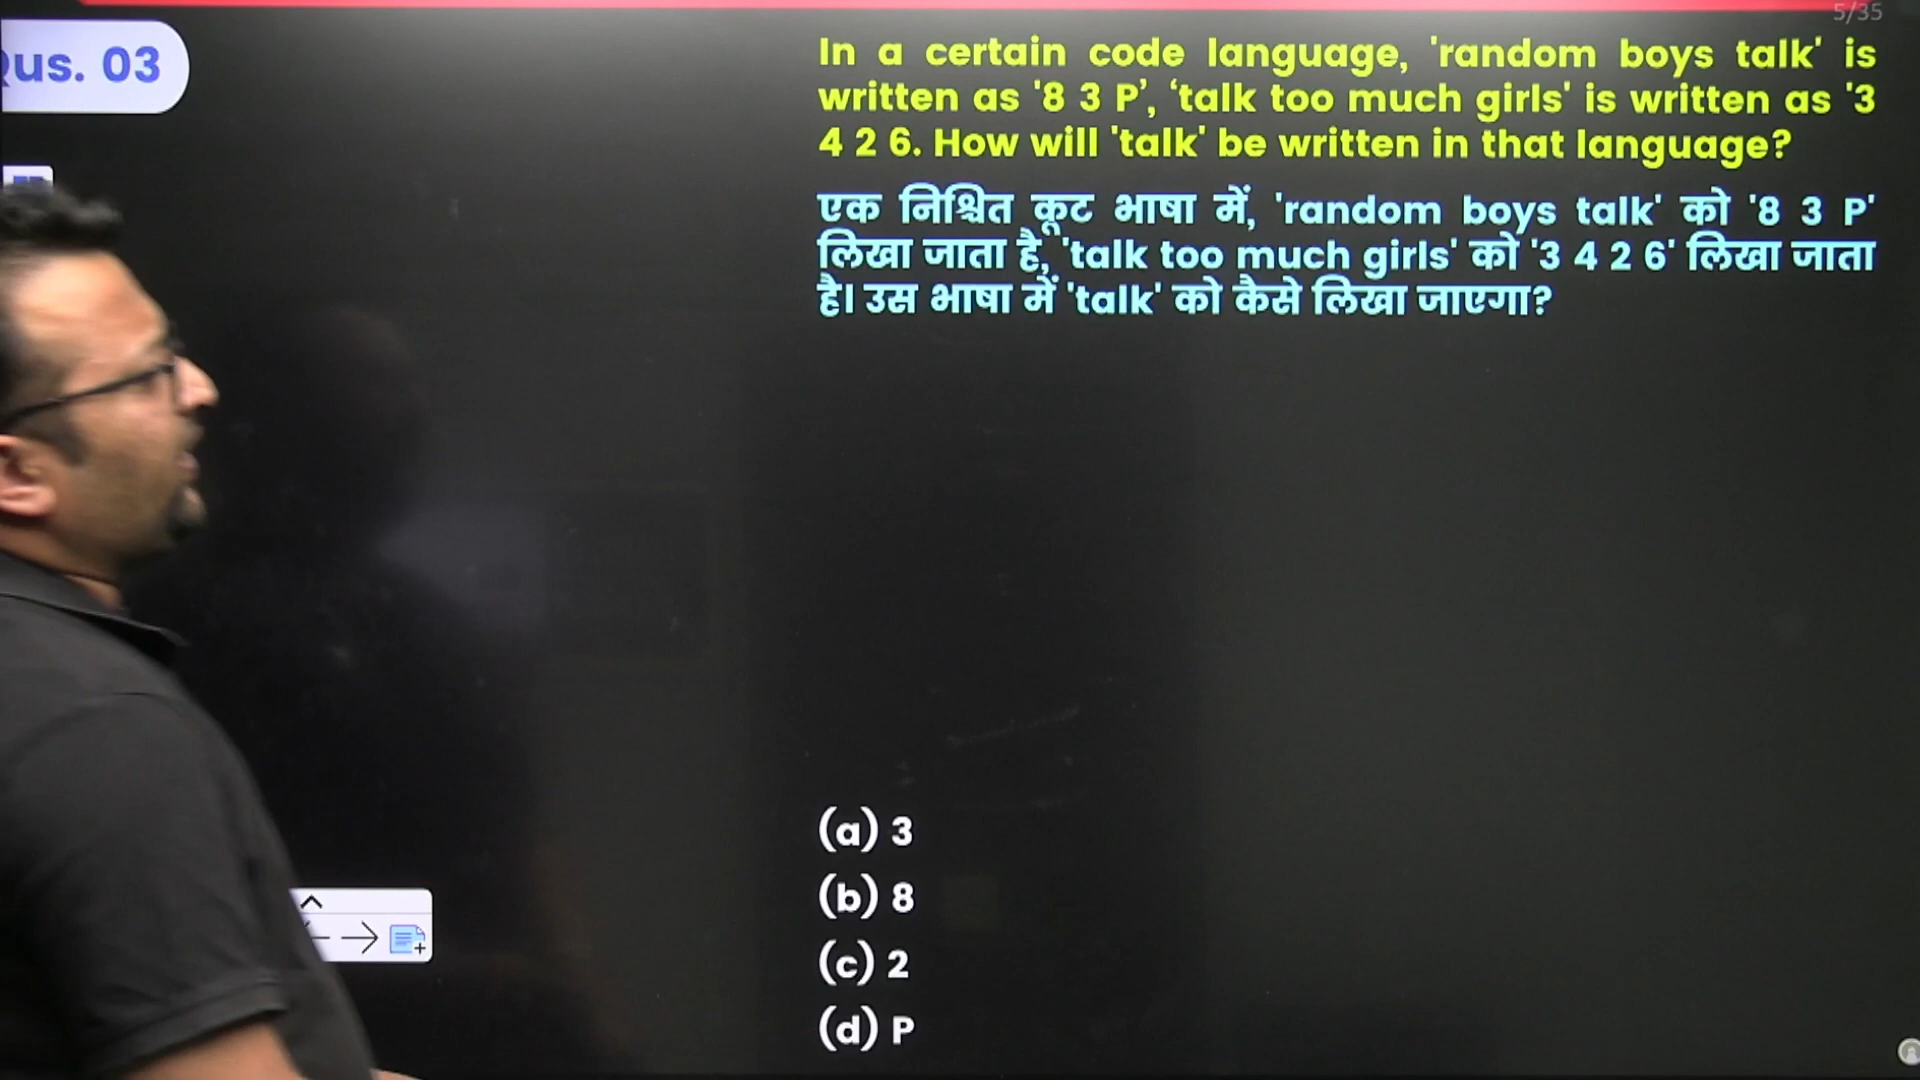 5/35
Qus. 03
In a certain code language, 'random boys talk' is
written as '8 3 P’, ‘talk too much girls' is written as '3
4 2 6. How will 'talk' be written in that language?
एक निश्चित कूट भाषा में, 'random boys talk' को '8 3 P'
लिखा जाता है, 'talk too much girls' को '3 4 2 6' लिखा जाता
है। उस भाषा में 'talk' को कैसे लिखा जाएगा?
(a) 3
(b) 8
(c) 2
(d) P